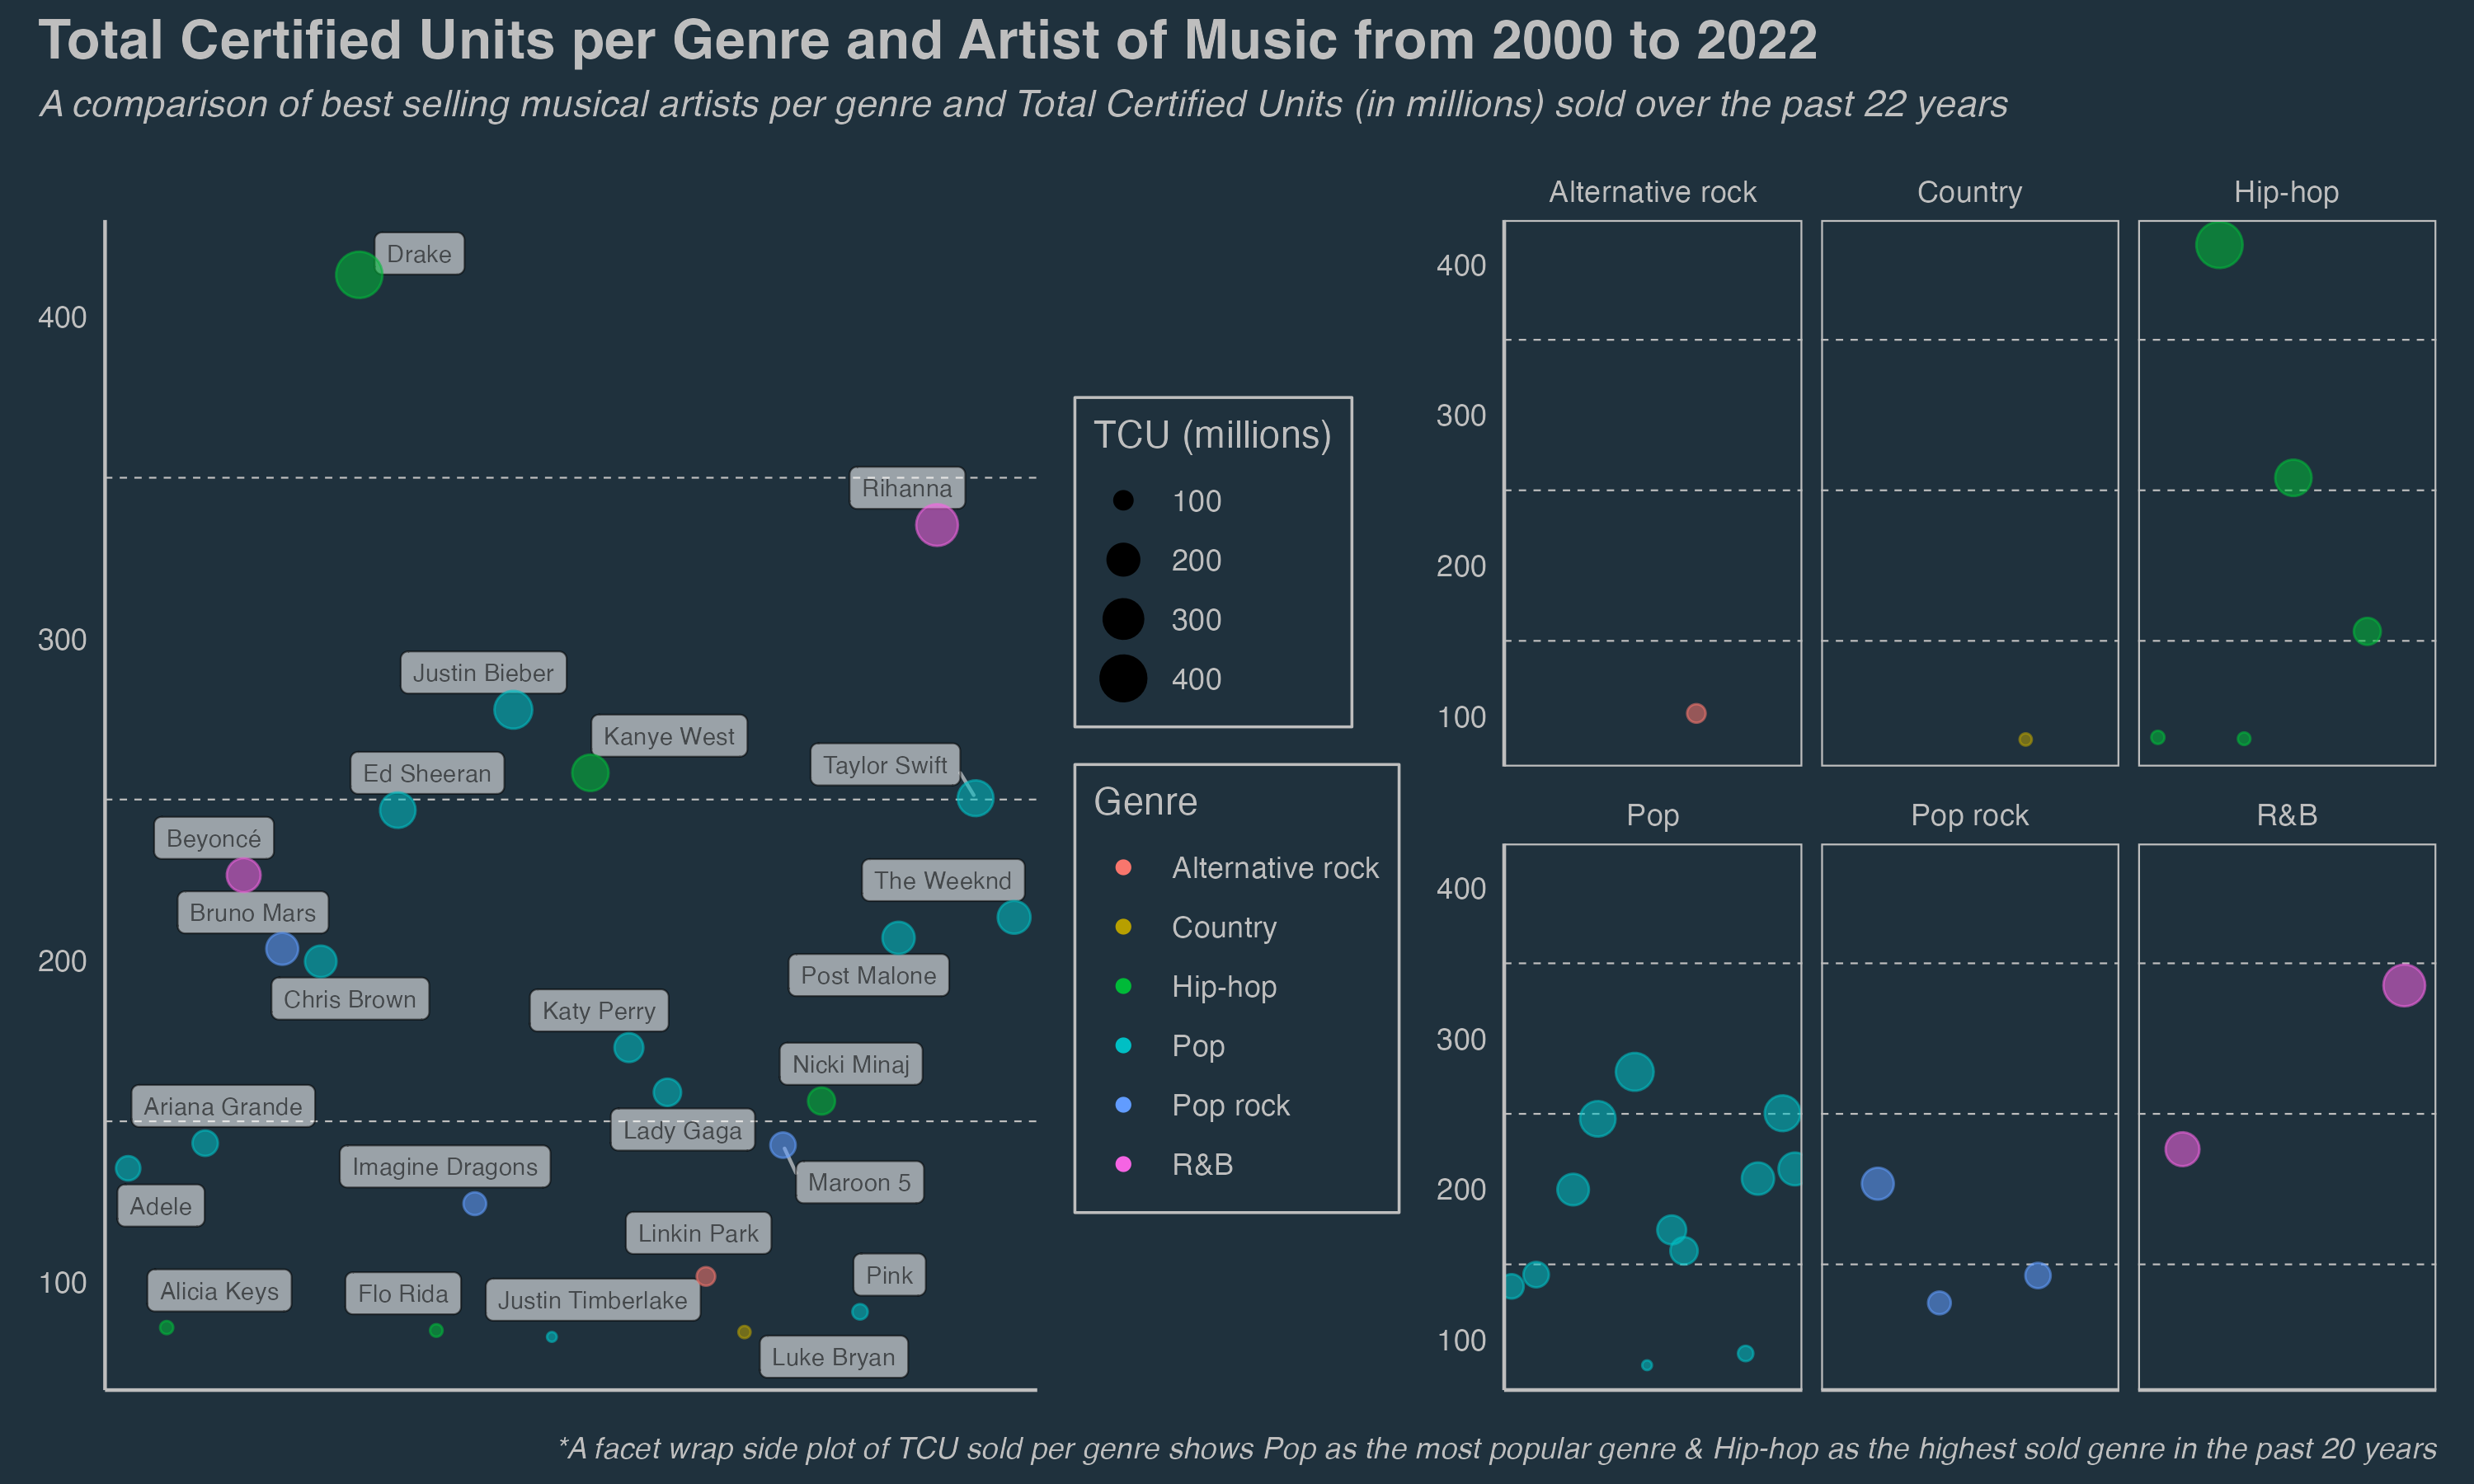 Total Certified Units per Genre and Artist of Music from 2000 to 2022
A comparison of best selling musical artists per genre and Total Certified Units (in millions) sold over the past 22 years
400
300
200
100
Drake
Rihanna
Justin Bieber
Kanye West
Taylor Swift
Ed Sheeran
Beyoncé
The Weeknd
Bruno Mars
Post Malone
Chris Brown
Katy Perry
Nicki Minaj
Ariana Grande
Lady Gaga
Imagine Dragons
Maroon 5
Adele
Linkin Park
Pink
Alicia Keys
Flo Rida
Justin Timberlake
Luke Bryan
TCU (millions)
100
200
300
400
Genre
Alternative rock
Country
Hip-hop
Pop
Pop rock
R&B
Alternative rock
Country
Hip-hop
400
300
200
100
Pop
Pop rock
R&B
400
300
200
100
*A facet wrap side plot of TCU sold per genre shows Pop as the most popular genre & Hip-hop as the highest sold genre in the past 20 years